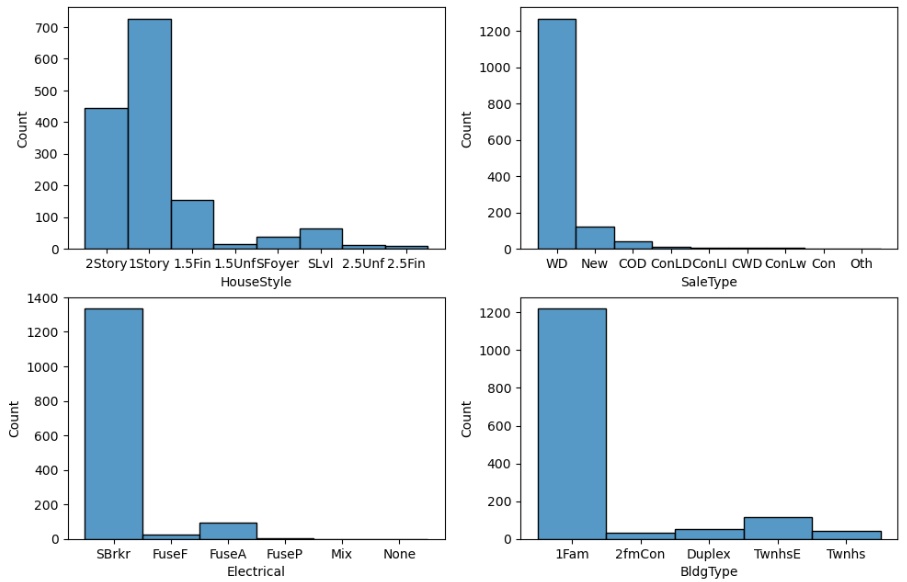 700
600
500
400
300
200
100
0
Count
2Story 1Story 1.5Fin 1.5Unf SFoyer SLvl 2.5Unf 2.5Fin
HouseStyle
1200
1000
800
600
400
200
0
Count
WD New COD ConLD ConLI CWD ConLw Con Oth
SaleType
1400
1200
1000
800
600
400
200
0
Count
SBrkr FuseF FuseA FuseP Mix None
Electrical
1200
1000
800
600
400
200
0
Count
1Fam 2fmCon Duplex TwnhsE Twnhs
BldgType